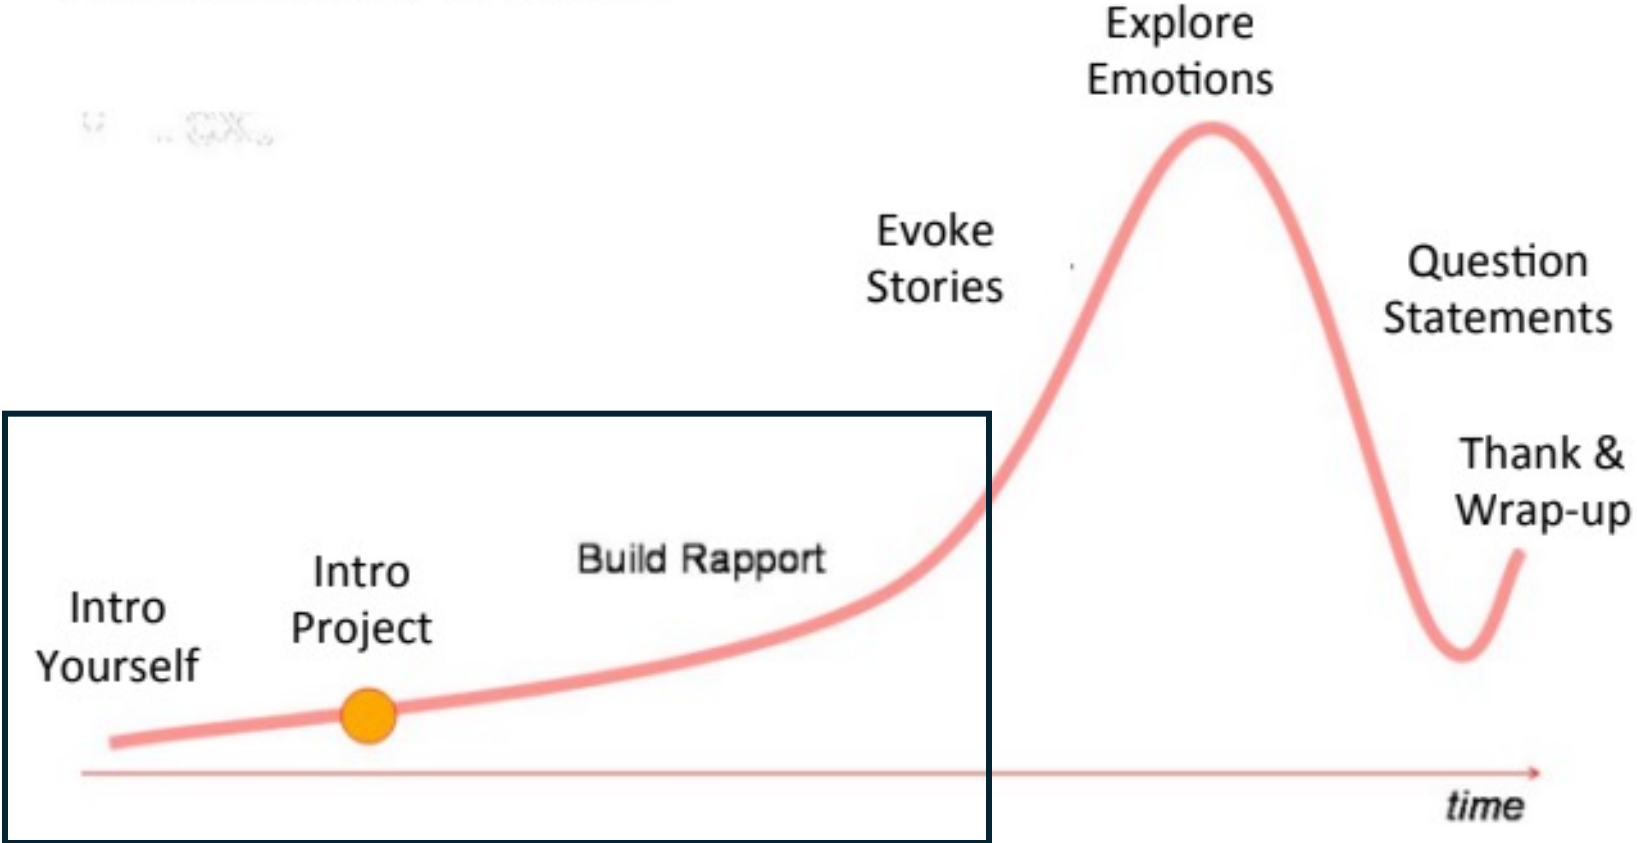 Explore
Emotions
Evoke
Stories
Question
Statements
Thank &
Wrap-up
Build Rapport
Intro
Project
Intro
Yourself
time